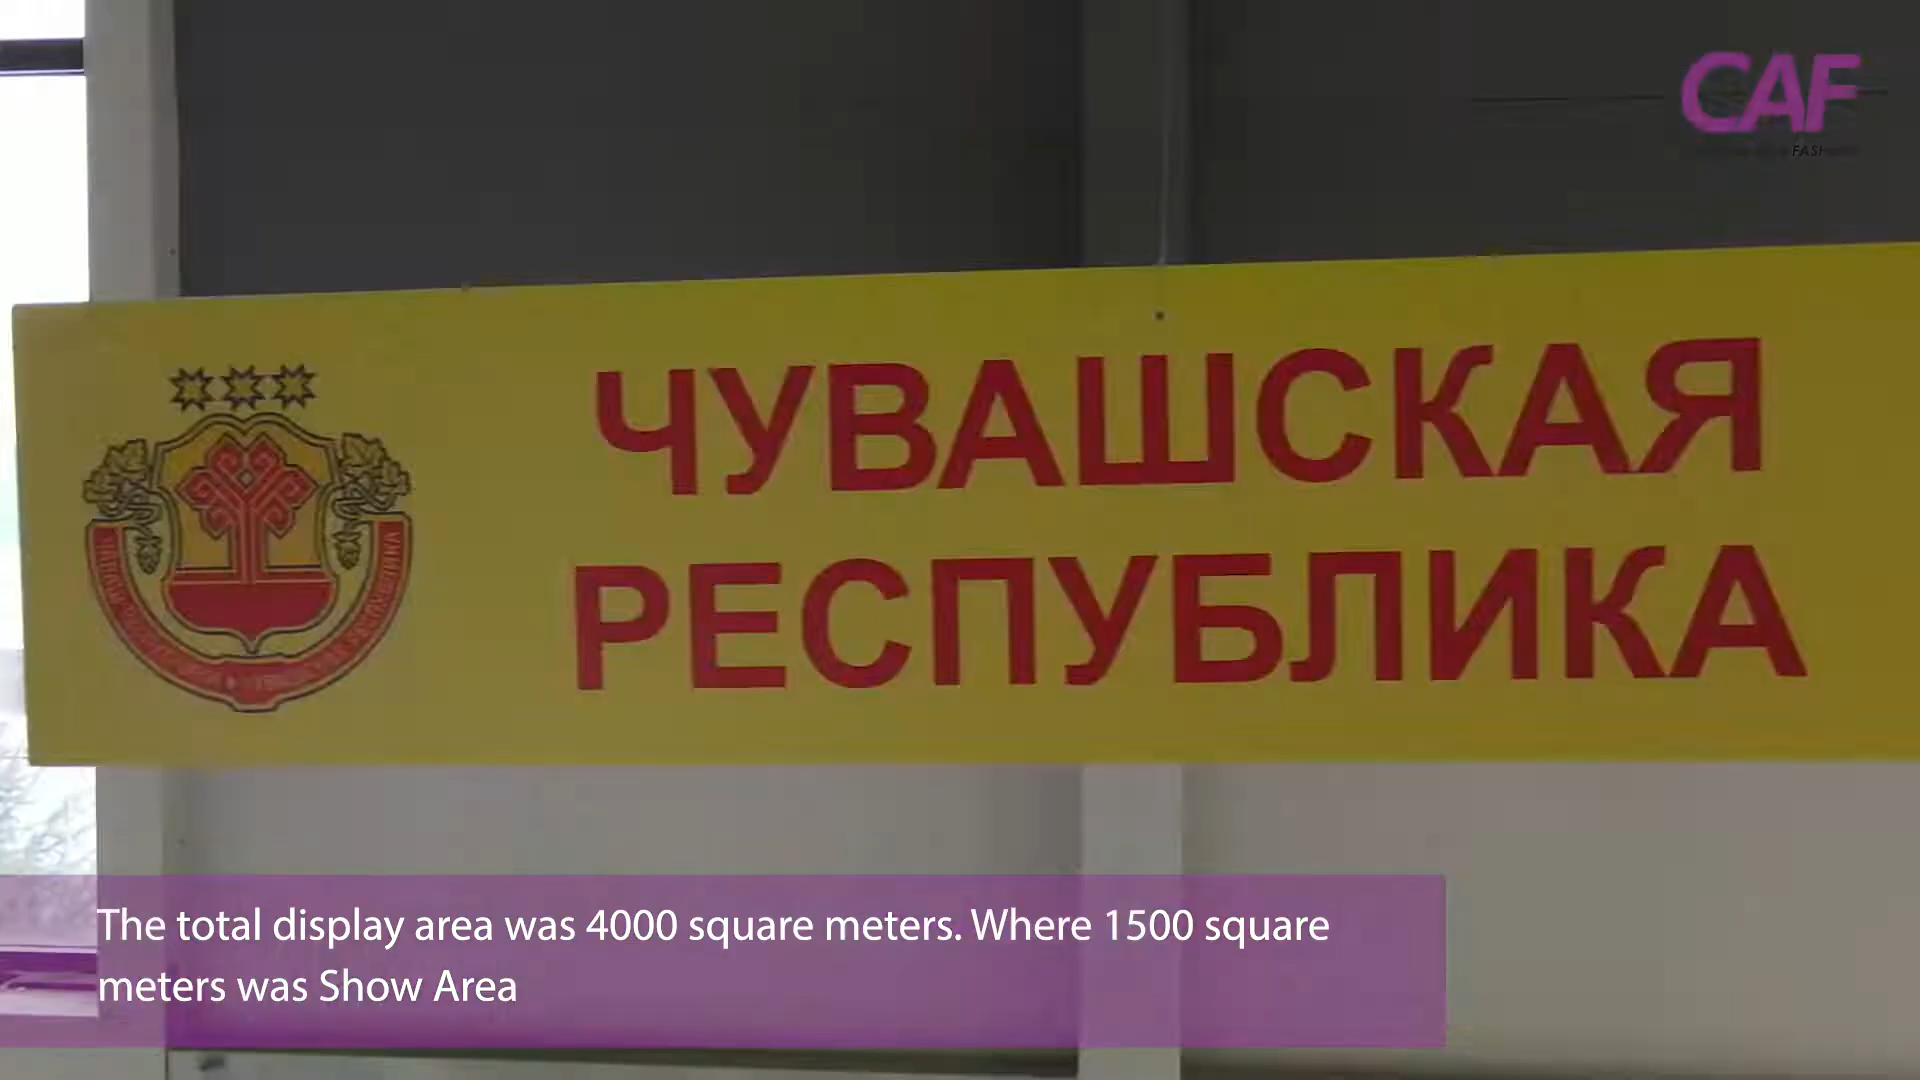 CAF
ЧУВАШСКАЯ
РЕСПУБЛИКА
The total display area was 4000 square meters. Where 1500 square
meters was Show Area